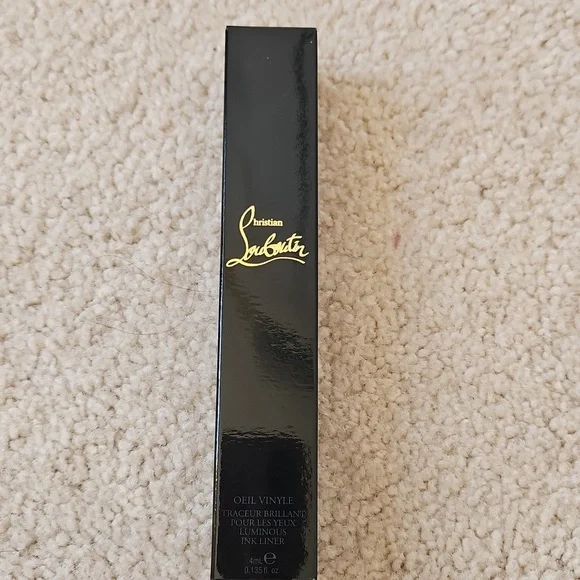 Christian
Louboutin
OEIL VINYLE
TRACEUR BRILLANT
POUR LES YEUX
LUMINOUS
INK LINER
4mL e
0.135 fl. oz.